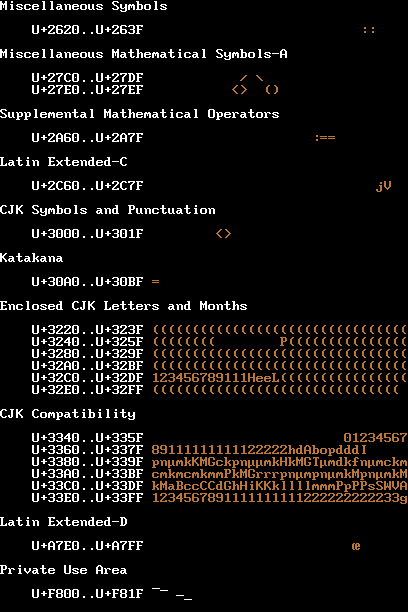 Miscellaneous Symbols
U+2620..U+263F ::
Miscellaneous Mathematical Symbols-A
U+27C0..U+27DF / \
U+27E0..U+27EF <> ()
Supplemental Mathematical Operators
U+2A60..U+2A7F :==
Latin Extended-C
U+2C60..U+2C7F jV
CJK Symbols and Punctuation
U+3000..U+301F <>
Katakana
U+30A0..U+30BF =
Enclosed CJK Letters and Months
U+3220..U+323F ((((((((((((((((((((((((((((((((
U+3240..U+325F (((((((( P(((((((((((((((
U+3280..U+329F ((((((((((((((((((((((((((((((((
U+32A0..U+32BF ((((((((((((((((((((((((((((((((
U+32C0..U+32DF 123456789111HeeL((((((((((((((((
U+32E0..U+32FF (((((((((((((((((((((((((((((((
CJK Compatibility
U+3340..U+335F 01234567
U+3360..U+337F 89111111111122222hdAbopdddI
U+3380..U+339F pnµmkKMGckpnµµmkHkMGTµmdkfnµmckm
U+33A0..U+33BF cmkmcmkmmPkMGrrrpnµmpnµmkMpnµmkM
U+33C0..U+33DF kMaBccCCdGhHiKKklllmmmPpPPsSWVA
U+33E0..U+33FF 1234567891111111111222222222233g
Latin Extended-D
U+A7E0..U+A7FF œ
Private Use Area
U+F800..U+F81F